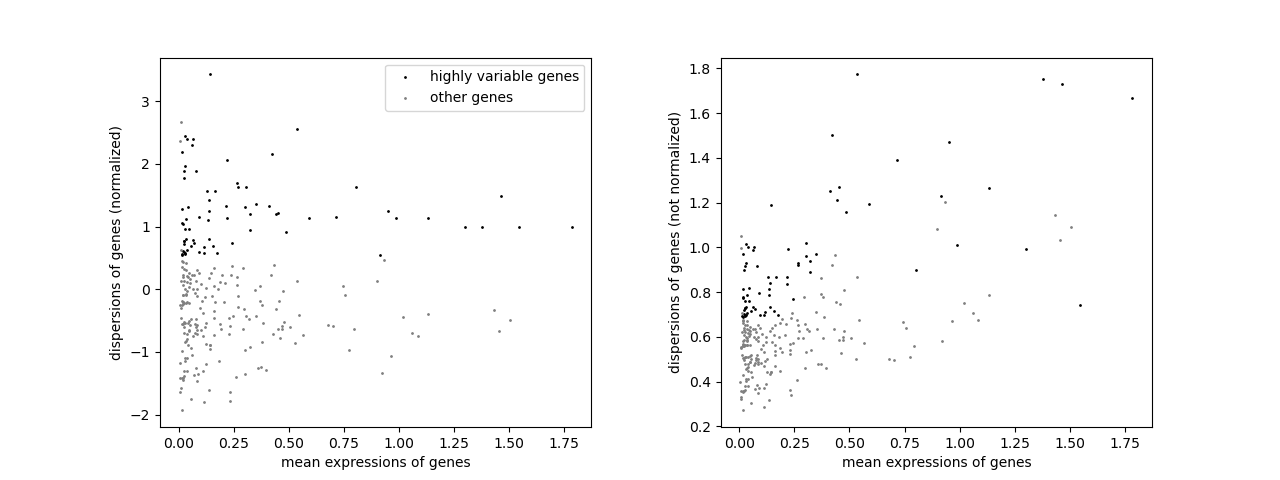 highly variable genes
other genes
dispersions of genes (normalized)
3
2
1
0
−1
−2
0.00 0.25 0.50 0.75 1.00 1.25 1.50 1.75
mean expressions of genes
dispersions of genes (not normalized)
1.8
1.6
1.4
1.2
1.0
0.8
0.6
0.4
0.2
0.00 0.25 0.50 0.75 1.00 1.25 1.50 1.75
mean expressions of genes